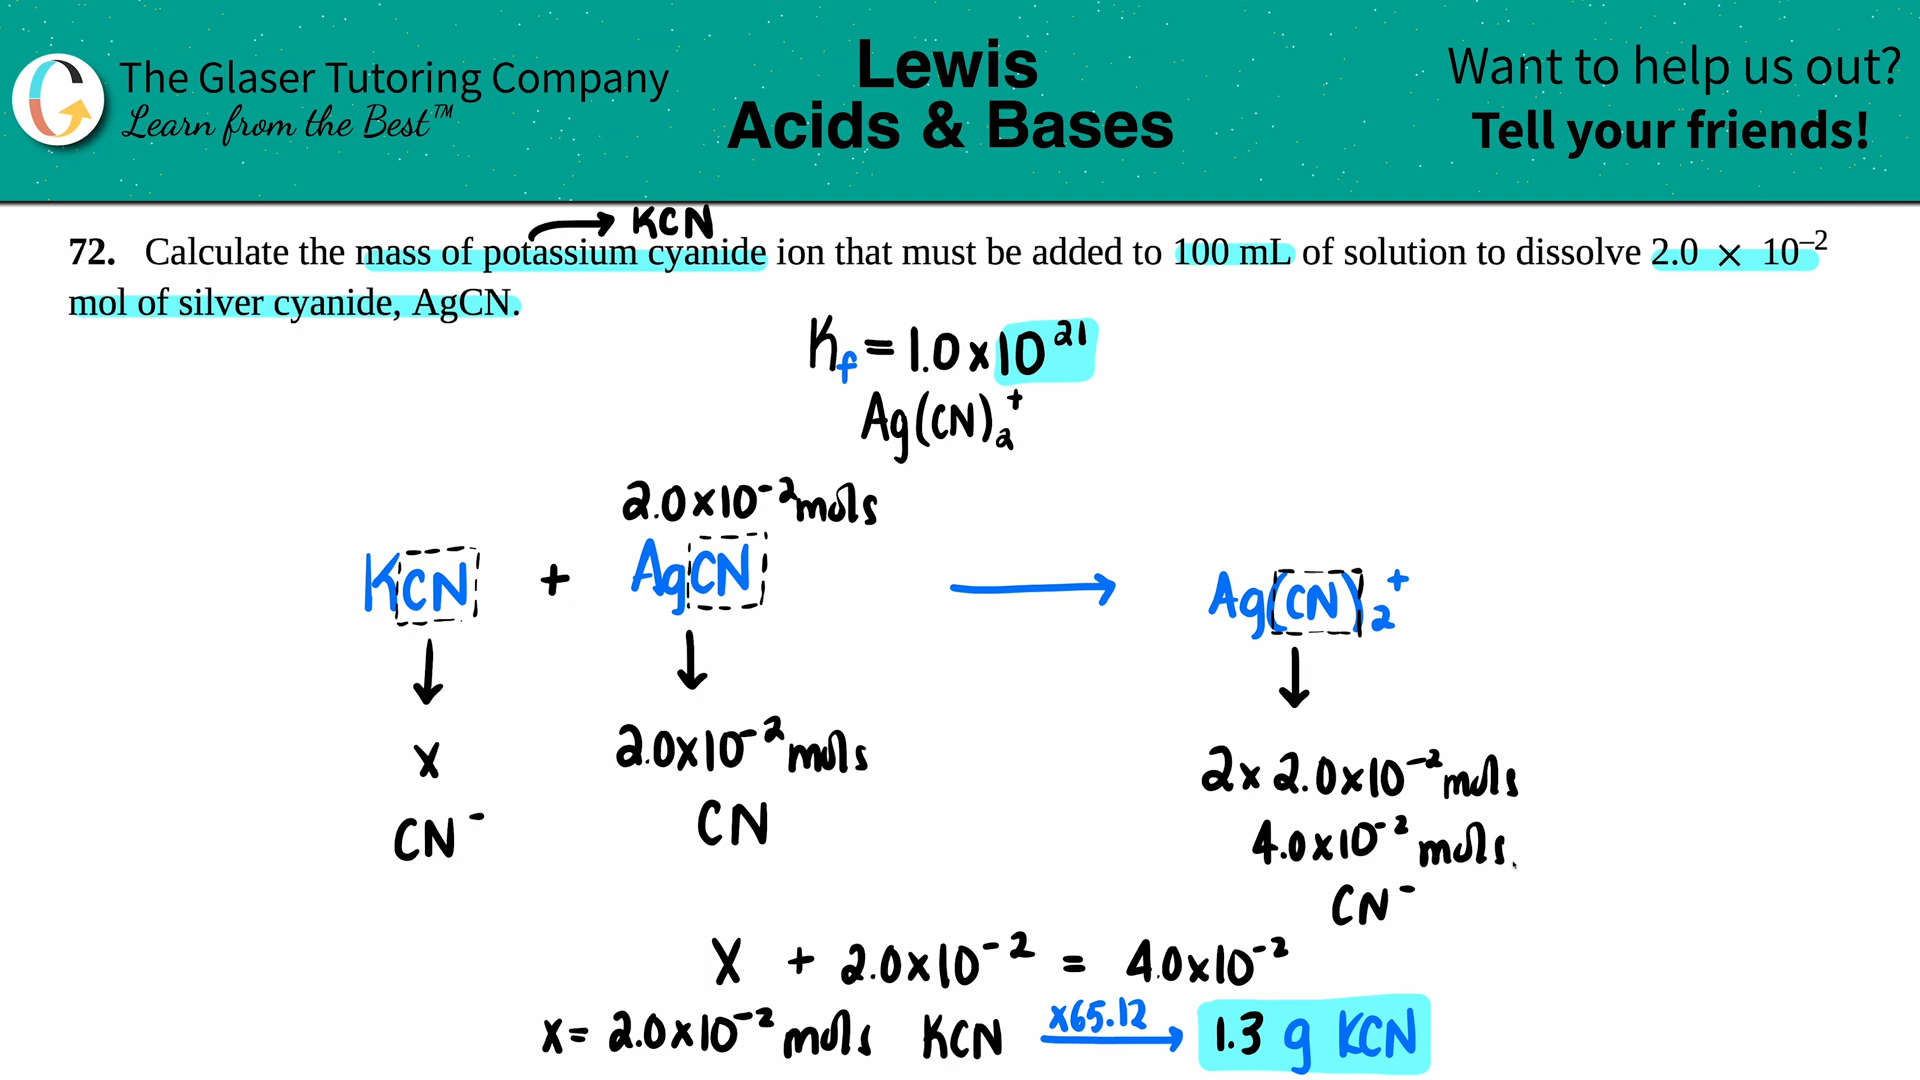 The Glaser Tutoring Company
Learn from the Best™
Lewis
Acids & Bases
Want to help us out?
Tell your friends!
KCN
72. Calculate the mass of potassium cyanide ion that must be added to 100 mL of solution to dissolve 2.0 × 10⁻²
mol of silver cyanide, AgCN.
K_f = 1.0 x 10²¹
Ag(CN)₂⁺
2.0x10⁻² mols
KCN + AgCN → Ag(CN)₂⁺
x
CN⁻
2.0x10⁻² mols
CN
2 x 2.0x10⁻² mols
4.0x10⁻² mols.
CN⁻
X + 2.0x10⁻² = 4.0x10⁻²
x = 2.0x10⁻² mols KCN x65.12 → 1.3 g KCN